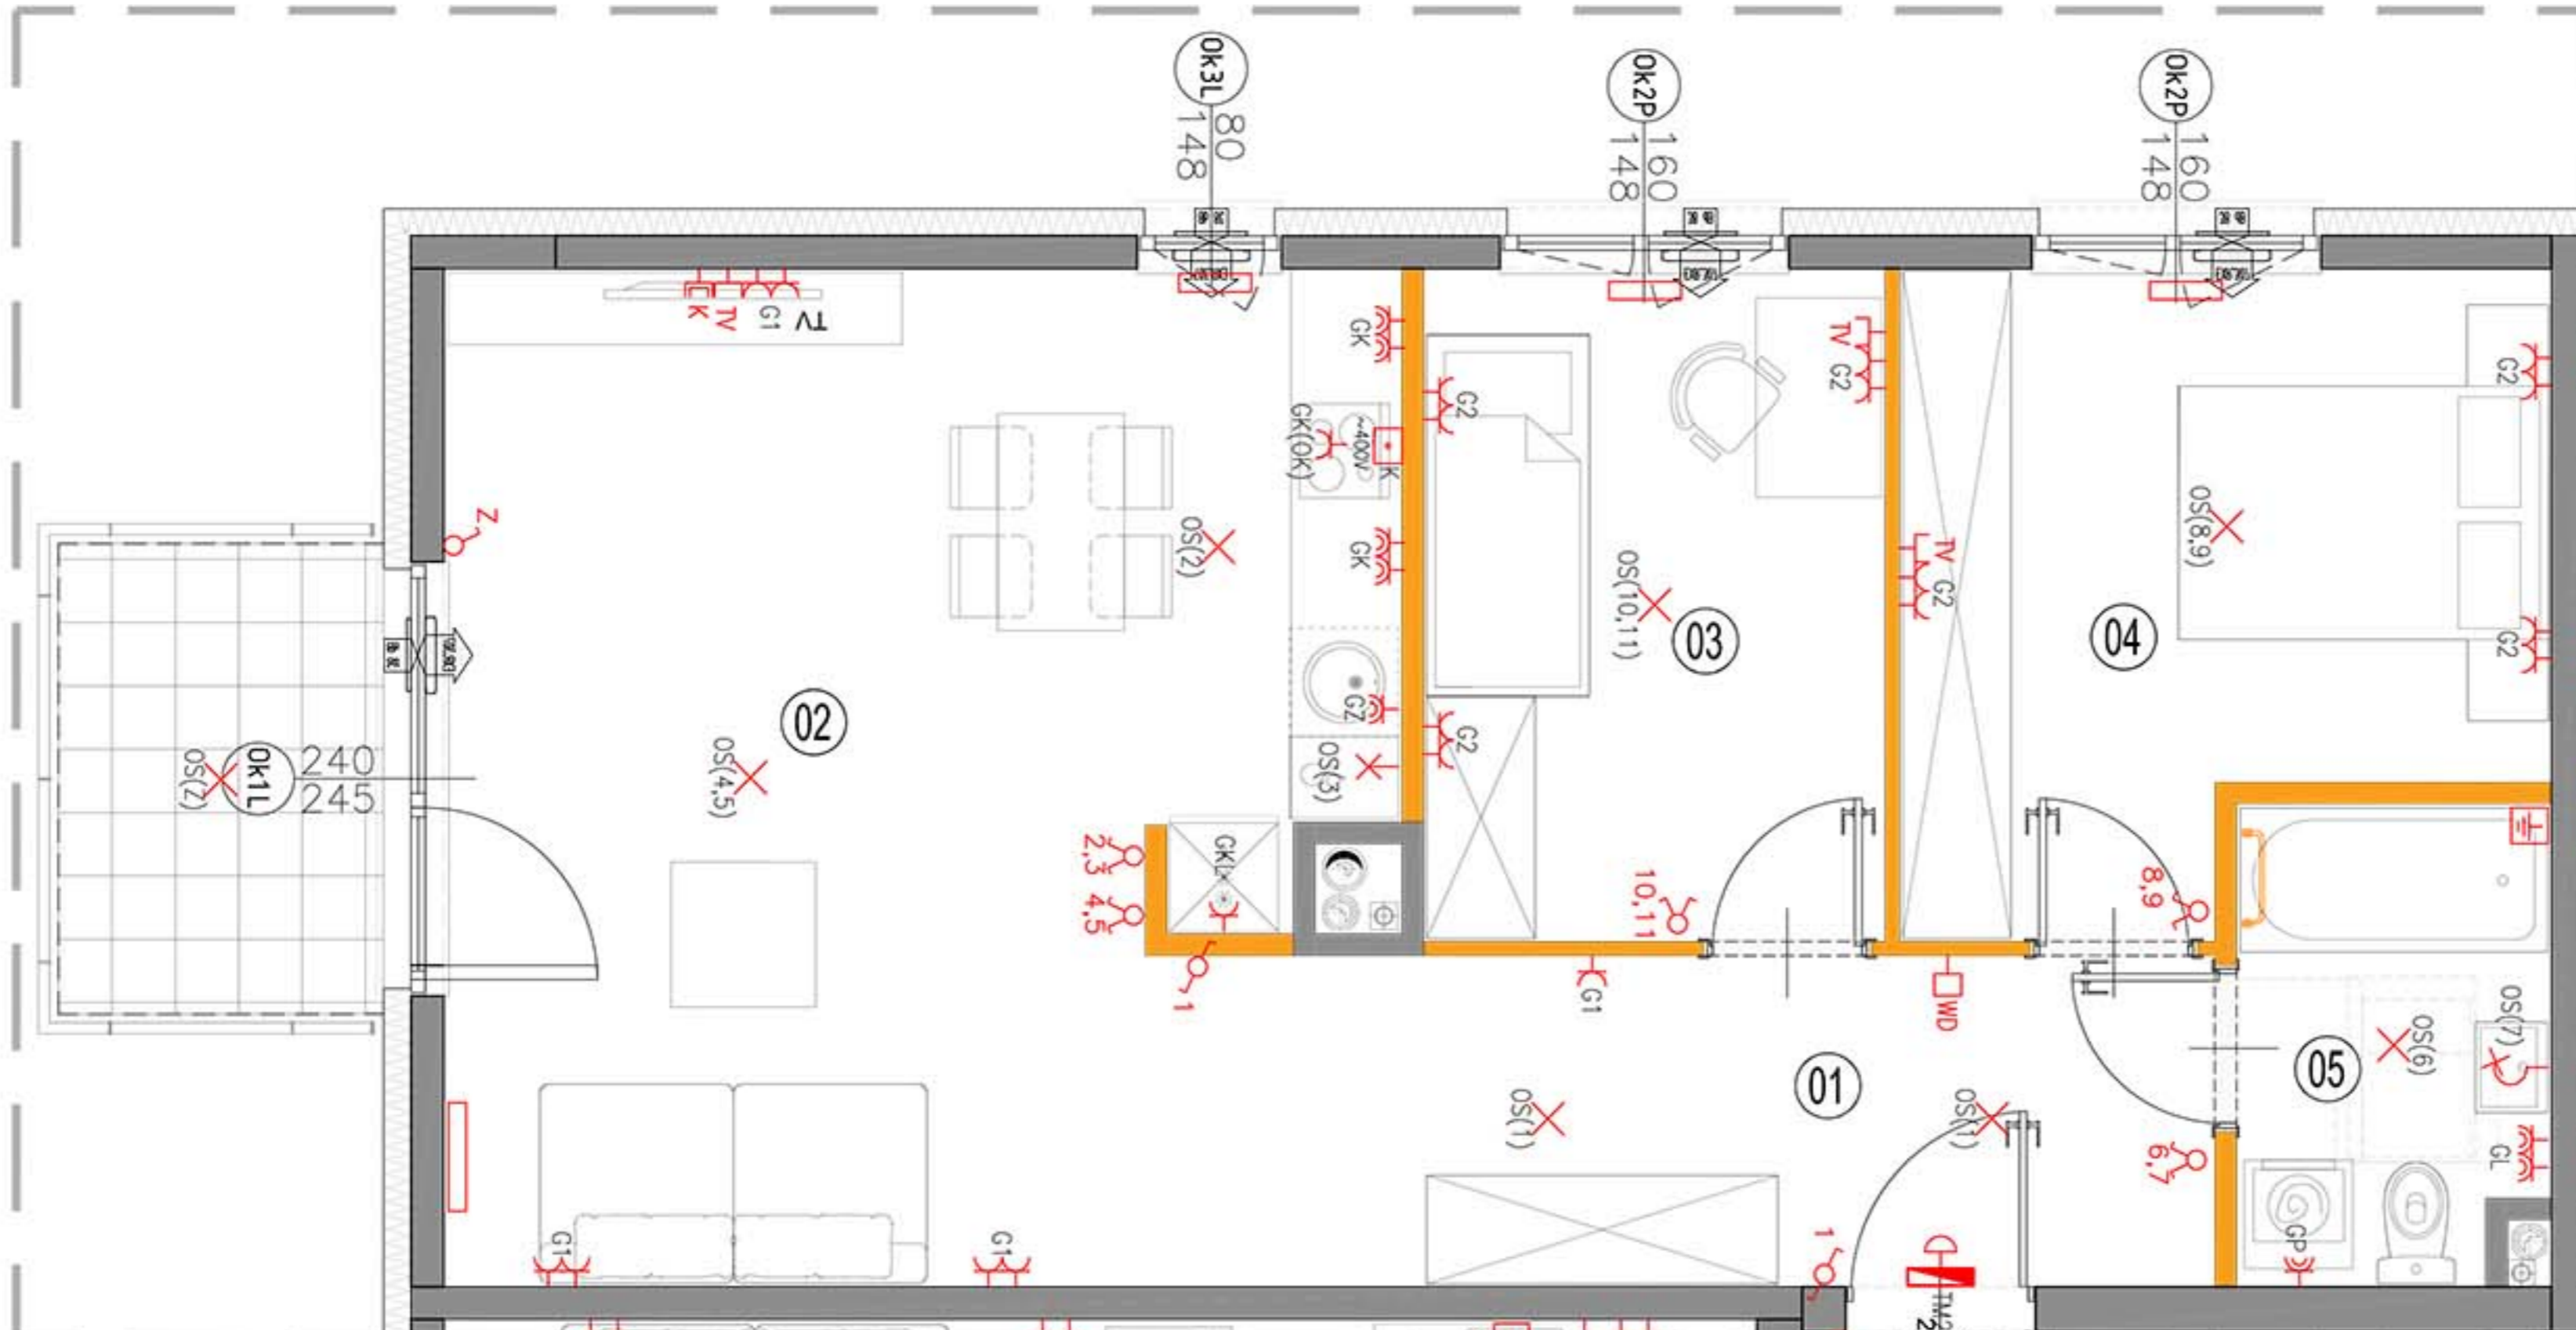 Ok3L
80
148
Ok2P
160
148
Ok2P
160
148
K
TV
G1
TV
GK
GK(OK)
~400V
K
GK
GZ
OS(3)
GKL
G2
G2
TV
G2
TV
G2
G2
G2
OS(8,9)
04
OS(10,11)
03
OS(2)
Z
02
OS(4,5)
OS(Z)
Ok1L
240
245
2,3
4,5
1
10,11
8,9
G1
WD
OS(7)
OS(6)
05
01
OS(1)
OS(1)
6,7
GL
GP
G1
G1
1